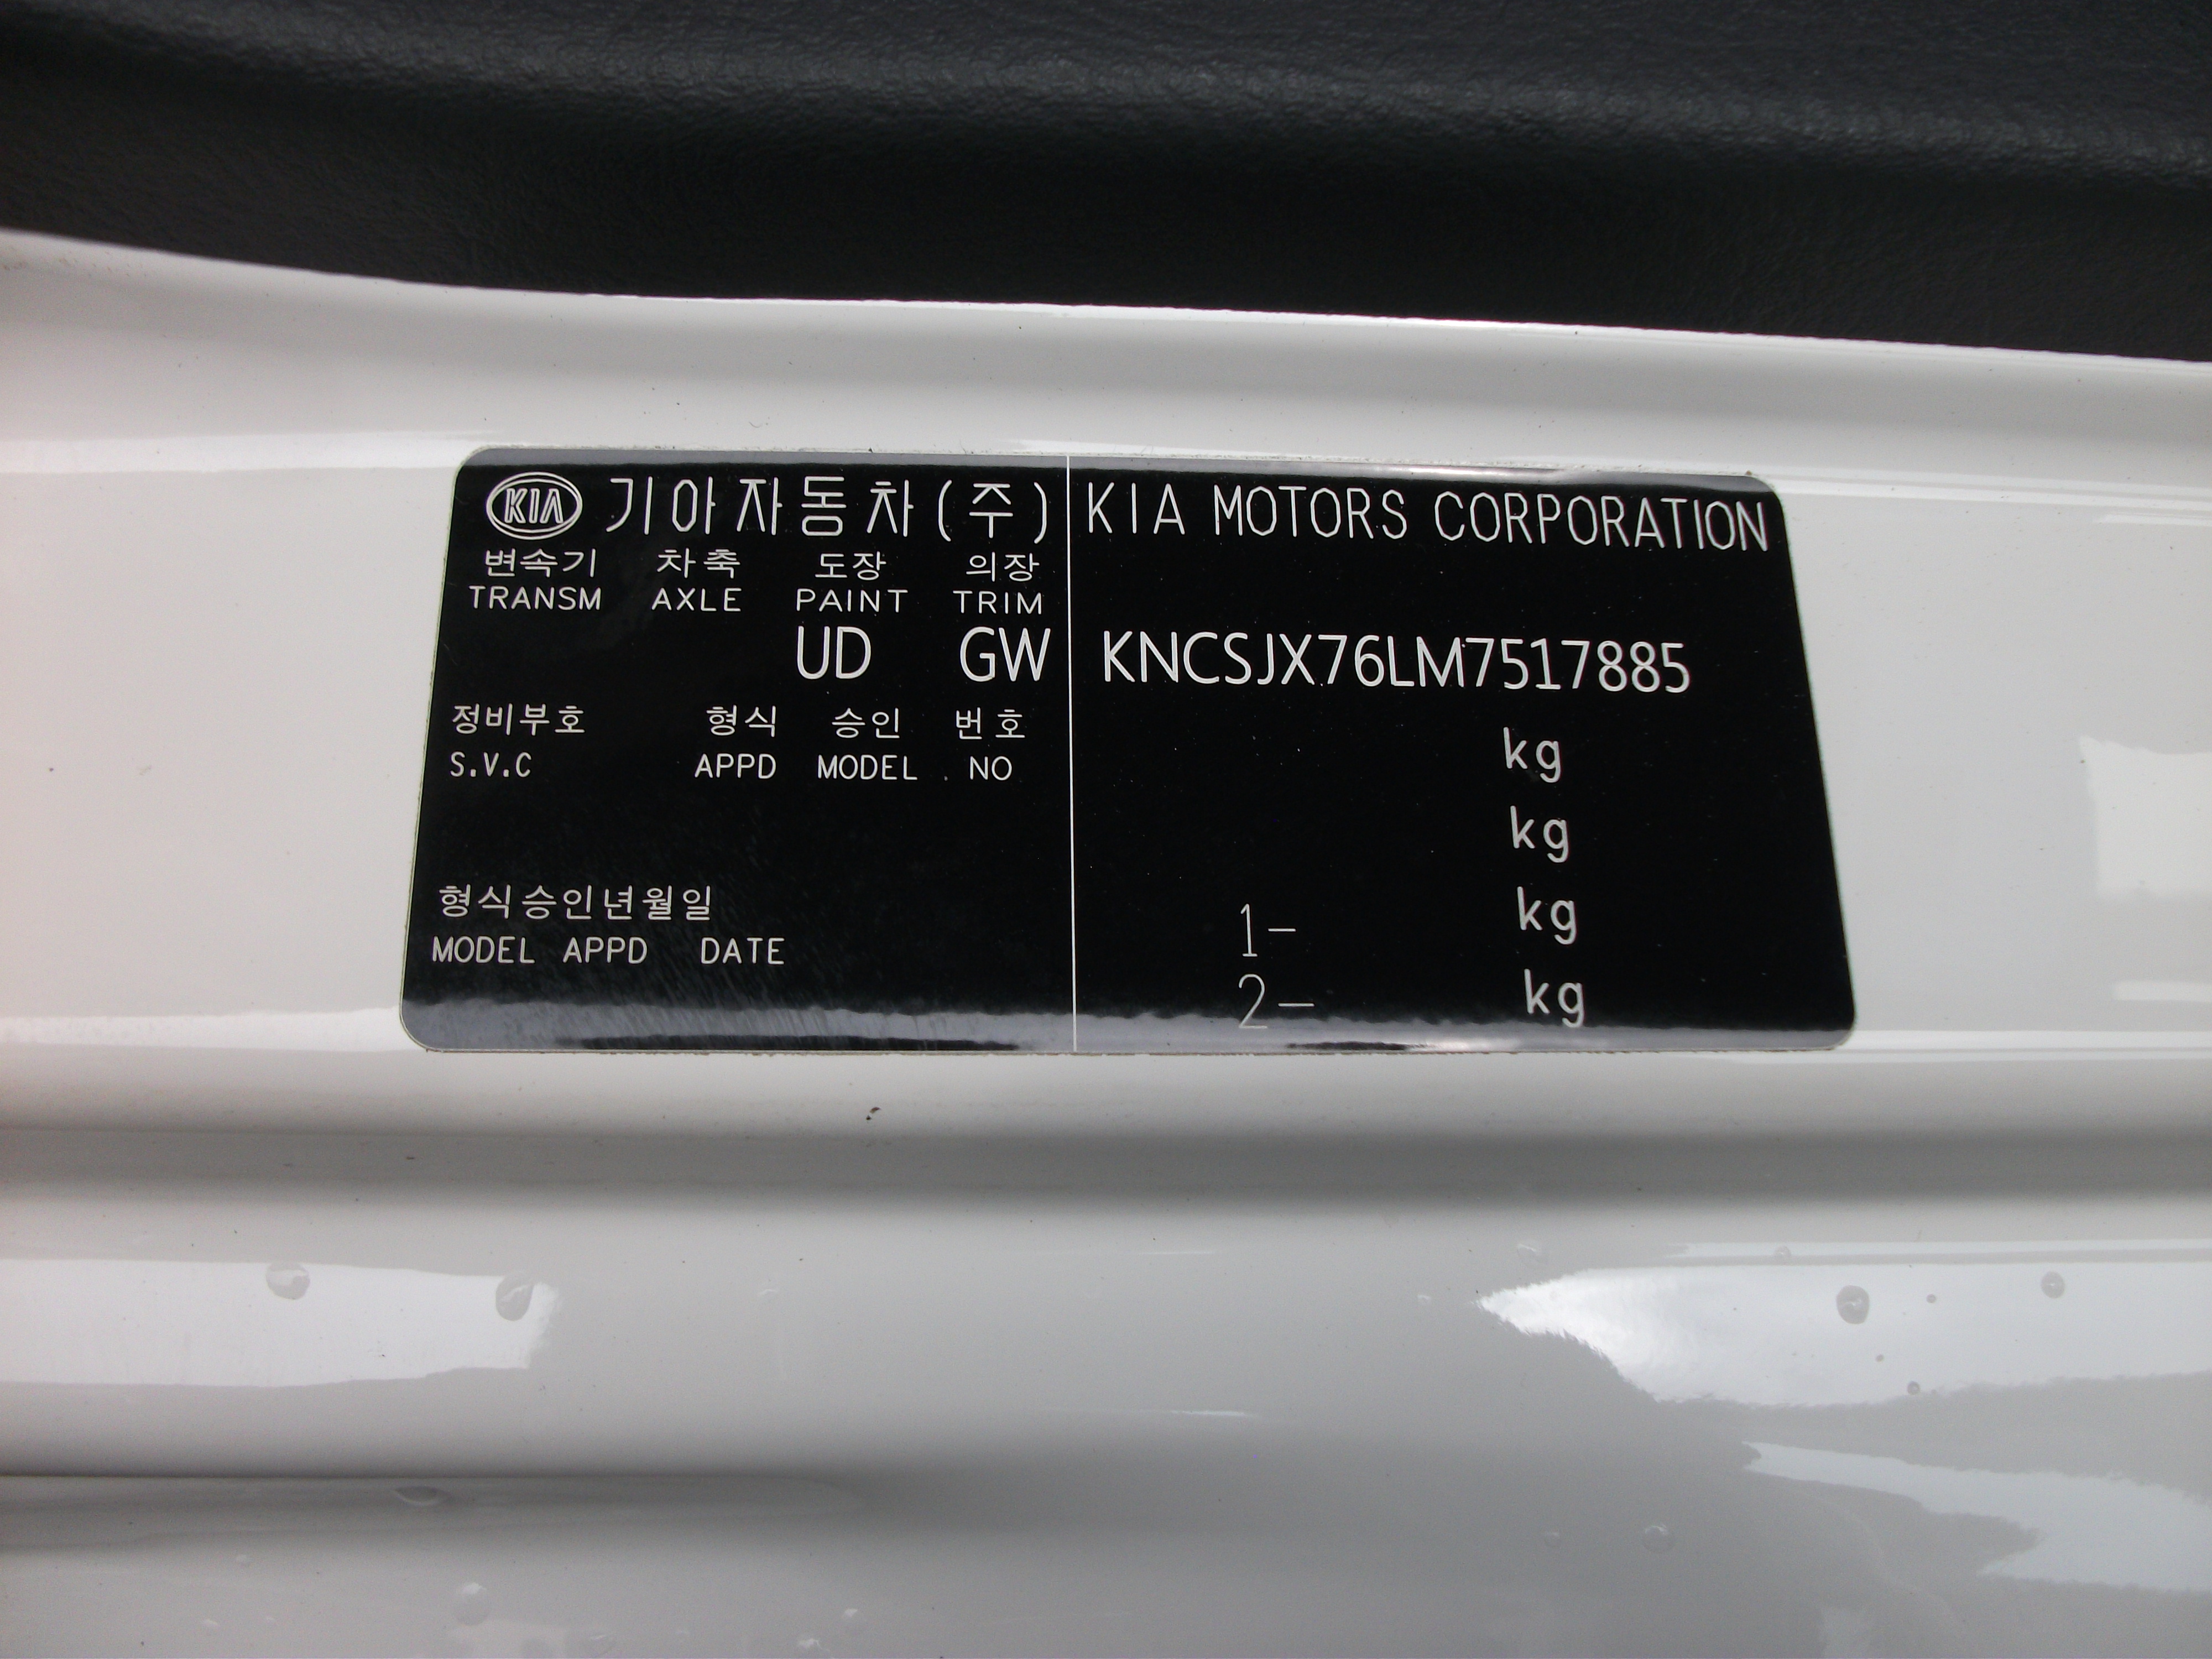 KIA 기아자동차(주) KIA MOTORS CORPORATION
변속기 차축 도장 의장
TRANSM AXLE PAINT TRIM
UD GW KNCSJX76LM7517885
정비부호 형식 승인 번호
S.V.C APPD MODEL . NO
kg
kg
형식승인년월일
MODEL APPD DATE
1- kg
2- kg